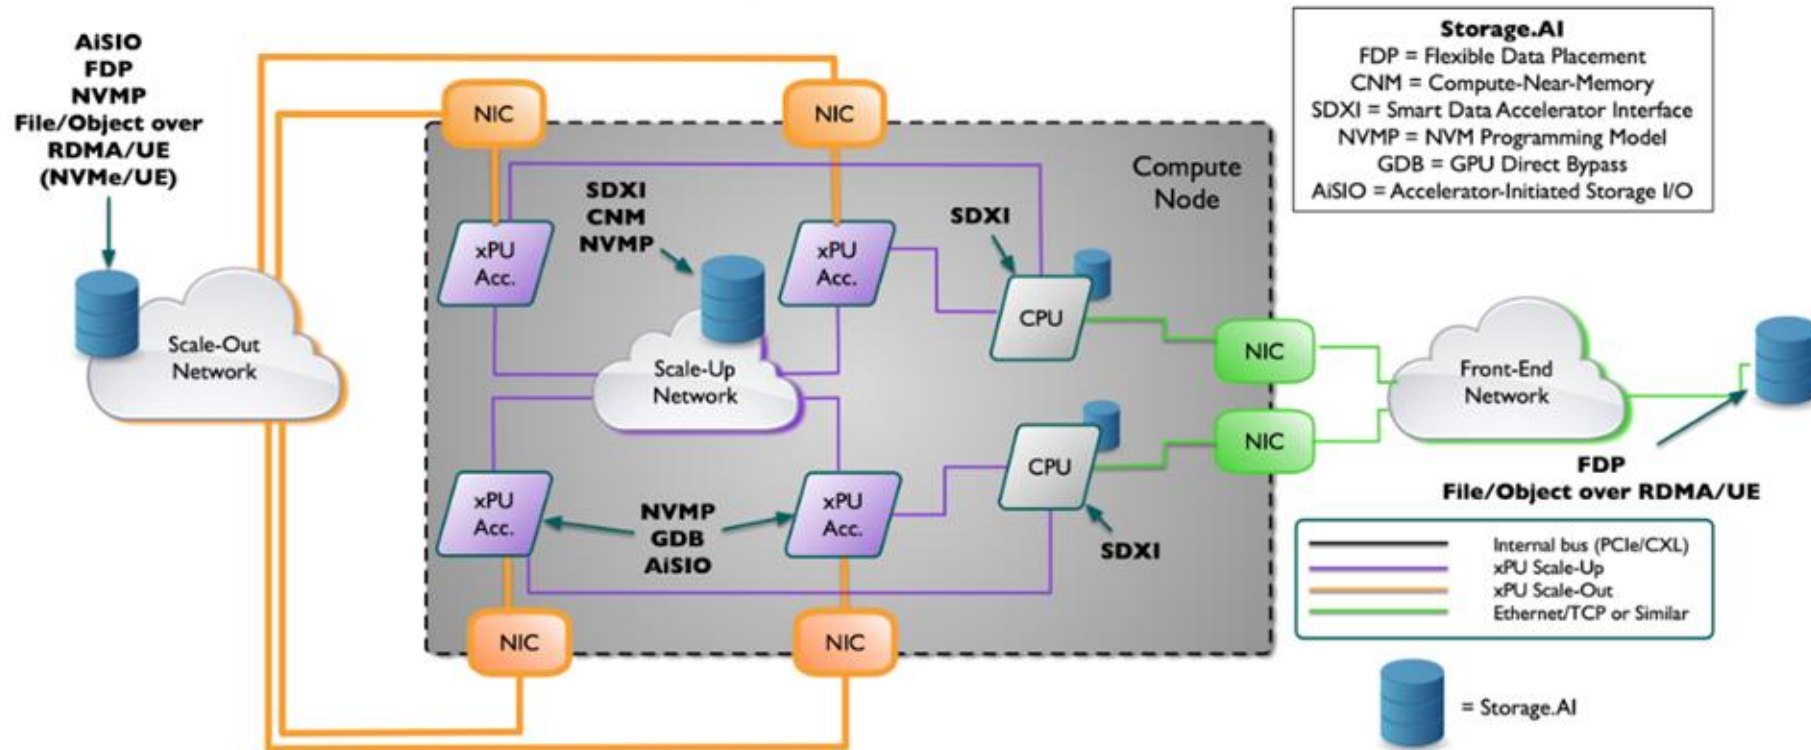 AiSIO
FDP
NVMP
File/Object over
RDMA/UE
(NVMe/UE)
Scale-Out
Network
NIC
NIC
Compute
Node
xPU
Acc.
SDXI
CNM
NVMP
xPU
Acc.
SDXI
CPU
Scale-Up
Network
xPU
Acc.
NVMP
GDB
AiSIO
xPU
Acc.
CPU
SDXI
NIC
NIC
NIC
NIC
Front-End
Network
FDP
File/Object over RDMA/UE
Storage.AI
FDP = Flexible Data Placement
CNM = Compute-Near-Memory
SDXI = Smart Data Accelerator Interface
NVMP = NVM Programming Model
GDB = GPU Direct Bypass
AiSIO = Accelerator-Initiated Storage I/O
Internal bus (PCIe/CXL)
xPU Scale-Up
xPU Scale-Out
Ethernet/TCP or Similar
= Storage.AI